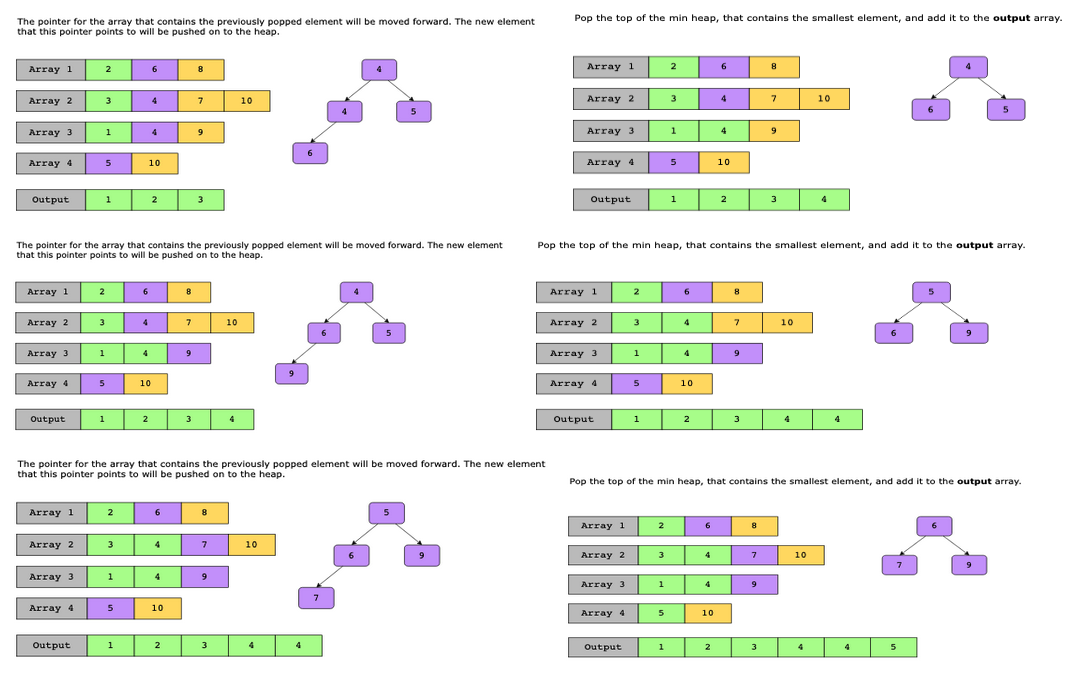 The pointer for the array that contains the previously popped element will be moved forward. The new element
that this pointer points to will be pushed on to the heap.
Array 1 2 6 8
Array 2 3 4 7 10
Array 3 1 4 9
Array 4 5 10
Output 1 2 3
4
4 5
6
Pop the top of the min heap, that contains the smallest element, and add it to the output array.
Array 1 2 6 8
Array 2 3 4 7 10
Array 3 1 4 9
Array 4 5 10
Output 1 2 3 4
4
6 5
The pointer for the array that contains the previously popped element will be moved forward. The new element
that this pointer points to will be pushed on to the heap.
Array 1 2 6 8
Array 2 3 4 7 10
Array 3 1 4 9
Array 4 5 10
Output 1 2 3 4
4
6 5
9
Pop the top of the min heap, that contains the smallest element, and add it to the output array.
Array 1 2 6 8
Array 2 3 4 7 10
Array 3 1 4 9
Array 4 5 10
Output 1 2 3 4 4
5
6 9
The pointer for the array that contains the previously popped element will be moved forward. The new element
that this pointer points to will be pushed on to the heap.
Array 1 2 6 8
Array 2 3 4 7 10
Array 3 1 4 9
Array 4 5 10
Output 1 2 3 4 4
5
6 9
7
Pop the top of the min heap, that contains the smallest element, and add it to the output array.
Array 1 2 6 8
Array 2 3 4 7 10
Array 3 1 4 9
Array 4 5 10
Output 1 2 3 4 4 5
6
7 9